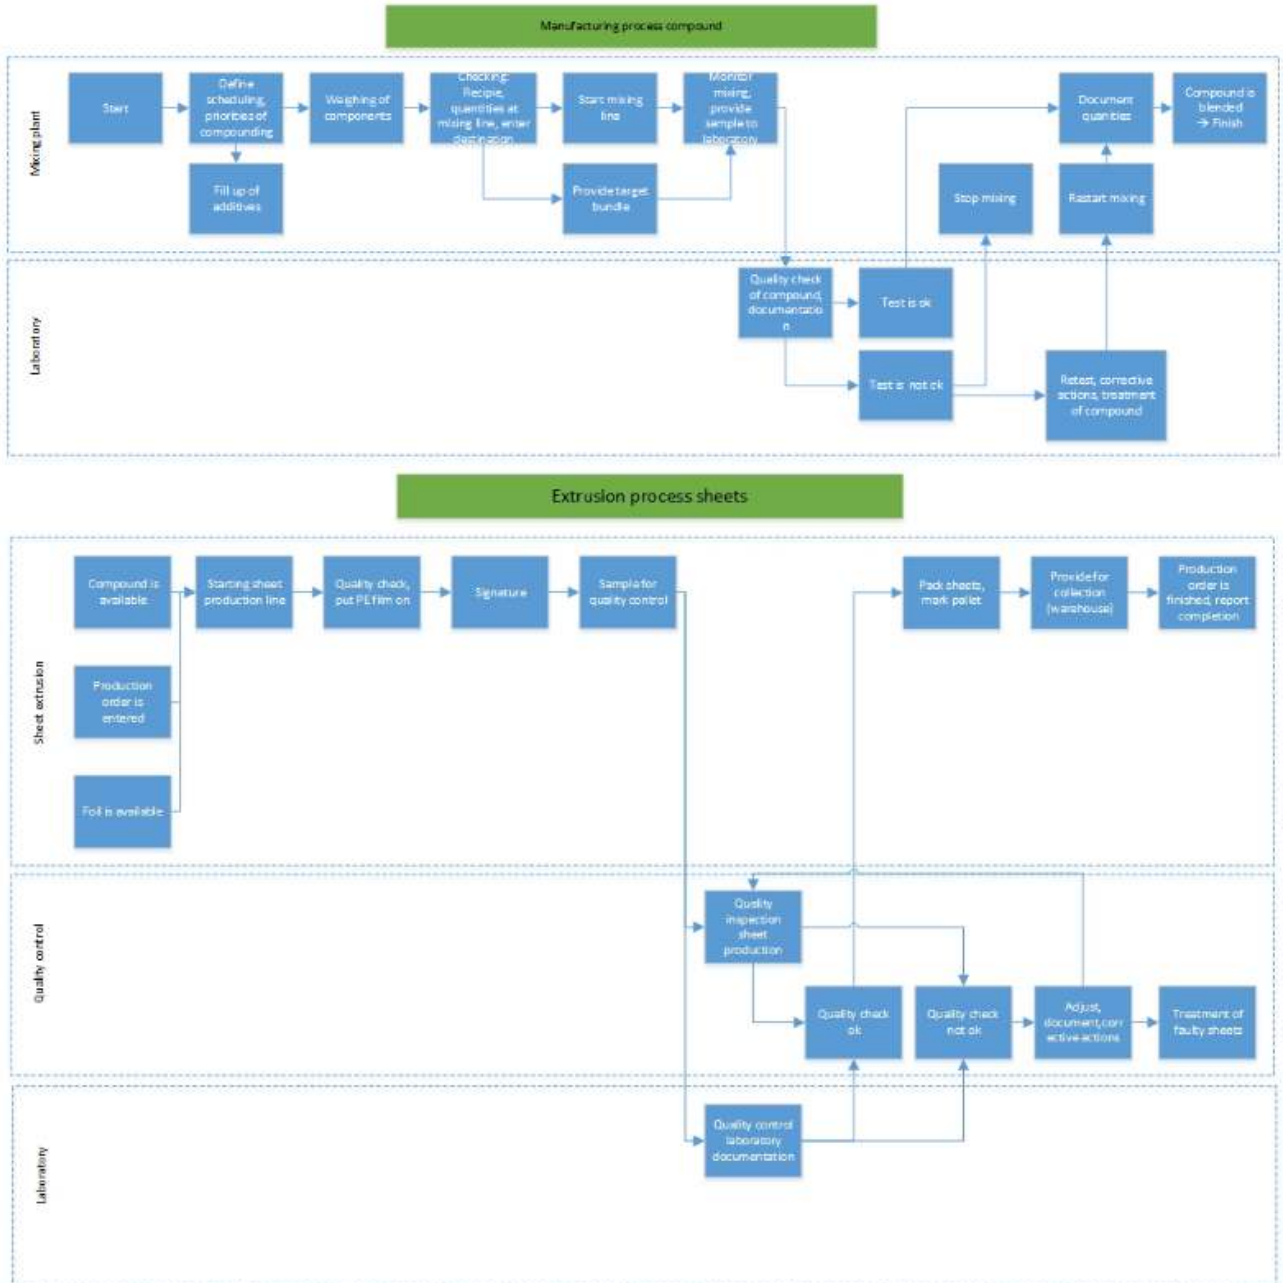 Manufacturing process compound
Mixing plant
Start
Define
scheduling,
priorities of
compounding
Weighing of
components
Checking:
Recipie,
quantities at
mixing line, enter
destination
Start mixing
line
Monitor
mixing,
provide
sample to
laboratory
Document
quanities
Compound is
blended
→ Finish
Fill up of
additives
Provide target
bundle
Stop mixing
Restart mixing
Laboratory
Quality check
of compound,
documentatio
n
Test is ok
Test is not ok
Retest, corrective
actions, treatment
of compound
Extrusion process sheets
Sheet extrusion
Compound is
available
Starting sheet
production line
Quality check,
put PE film on
Signature
Sample for
quality control
Pack sheets,
mark pallet
Provide for
collection
(warehouse)
Production
order is
finished, report
completion
Production
order is
entered
Foil is available
Quality control
Quality
inspection
sheet
production
Quality check
ok
Quality check
not ok
Adjust,
document,corr
ective actions
Treatment of
faulty sheets
Laboratory
Quality control
laboratory
documentation